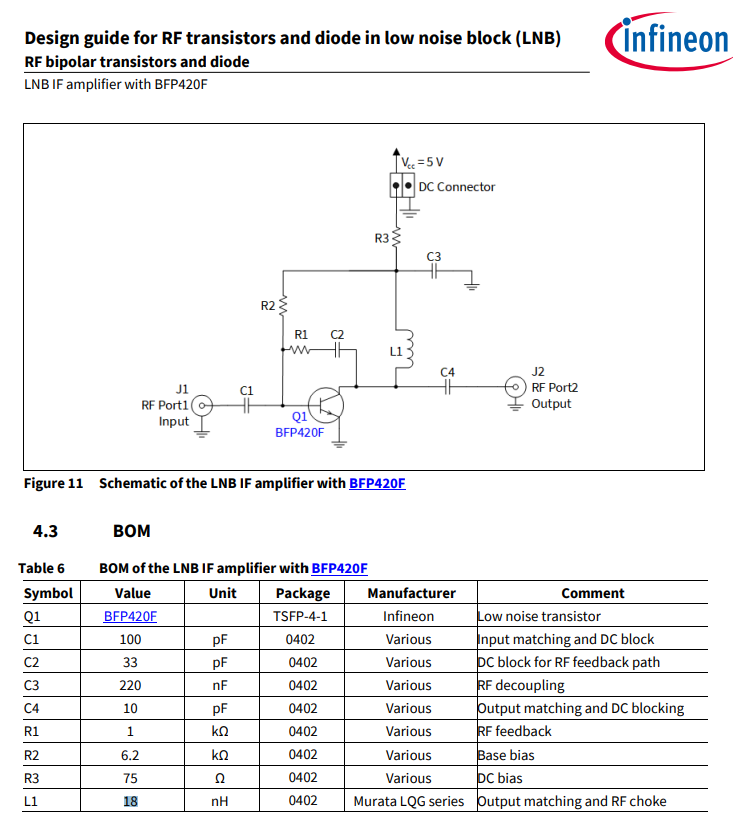 Design guide for RF transistors and diode in low noise block (LNB)
infineon
RF bipolar transistors and diode
LNB IF amplifier with BFP420F
Vcc = 5 V
DC Connector
R3
C3
R2
R1 C2
L1
C4
J1
RF Port1
Input
C1
Q1
BFP420F
J2
RF Port2
Output
Figure 11 Schematic of the LNB IF amplifier with BFP420F
4.3 BOM
Table 6 BOM of the LNB IF amplifier with BFP420F
Symbol Value Unit Package Manufacturer Comment
Q1 BFP420F TSFP-4-1 Infineon Low noise transistor
C1 100 pF 0402 Various Input matching and DC block
C2 33 pF 0402 Various DC block for RF feedback path
C3 220 nF 0402 Various RF decoupling
C4 10 pF 0402 Various Output matching and DC blocking
R1 1 kΩ 0402 Various RF feedback
R2 6.2 kΩ 0402 Various Base bias
R3 75 Ω 0402 Various DC bias
L1 18 nH 0402 Murata LQG series Output matching and RF choke